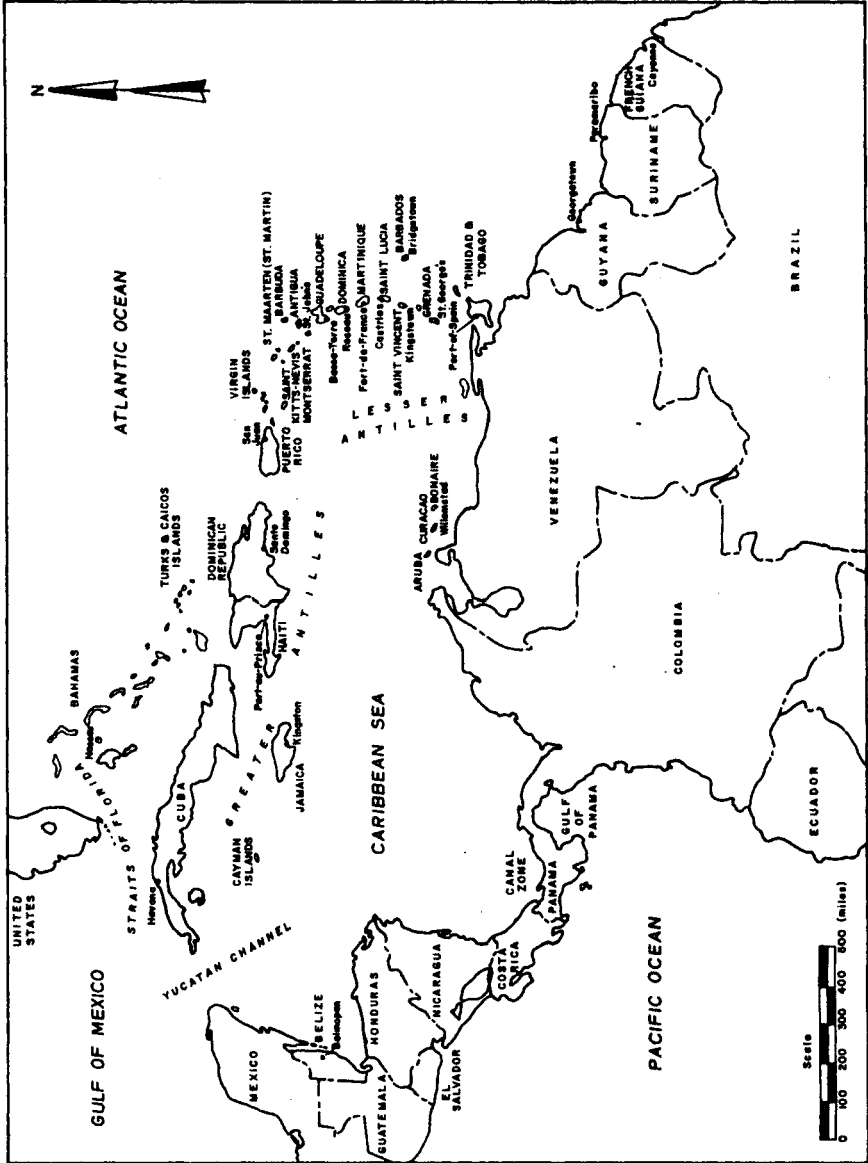 N
ATLANTIC OCEAN
GULF OF MEXICO
UNITED
STATES
STRAITS OF FLORIDA
BAHAMAS
Nassau
TURKS & CAICOS
ISLANDS
Havana
CUBA
YUCATAN CHANNEL
CAYMAN
ISLANDS
GREATER
ANTILLES
JAMAICA
Kingston
Port-au-Prince
HAITI
DOMINICAN
REPUBLIC
Santo
Domingo
San
Juan
PUERTO
RICO
VIRGIN
ISLANDS
ST. MAARTEN (ST. MARTIN)
BARBUDA
SAINT
KITTS-NEVIS
ANTIGUA
St. Johns
MONTSERRAT
GUADELOUPE
Basse-Terre
DOMINICA
Roseau
MARTINIQUE
Fort-de-France
SAINT LUCIA
Castries
SAINT VINCENT
Kingstown
BARBADOS
Bridgetown
GRENADA
St. George's
LESSER
ANTILLES
Port-of-Spain
TRINIDAD &
TOBAGO
MEXICO
BELIZE
Belmopan
GUATEMALA
HONDURAS
EL
SALVADOR
NICARAGUA
COSTA
RICA
CARIBBEAN SEA
CANAL
ZONE
PANAMA
GULF
OF
PANAMA
ARUBA
CURACAO
BONAIRE
Willemstad
VENEZUELA
COLOMBIA
ECUADOR
Georgetown
GUYANA
Paramaribo
SURINAME
FRENCH
GUIANA
Cayenne
BRAZIL
PACIFIC OCEAN
Scale
0 100 200 300 400 500 (miles)